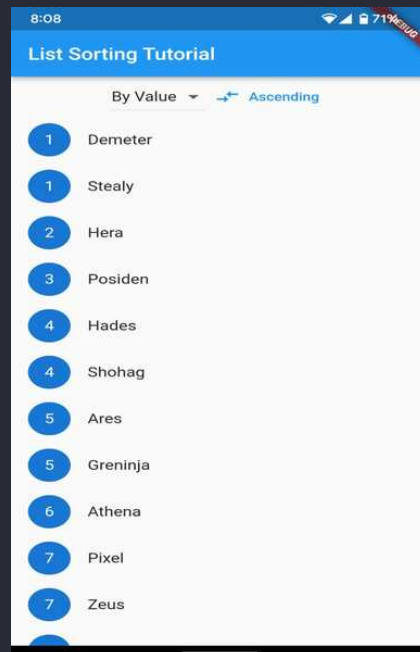 8:08 71%
DEBUG
List Sorting Tutorial
By Value Ascending
1 Demeter
1 Stealy
2 Hera
3 Posiden
4 Hades
4 Shohag
5 Ares
5 Greninja
6 Athena
7 Pixel
7 Zeus